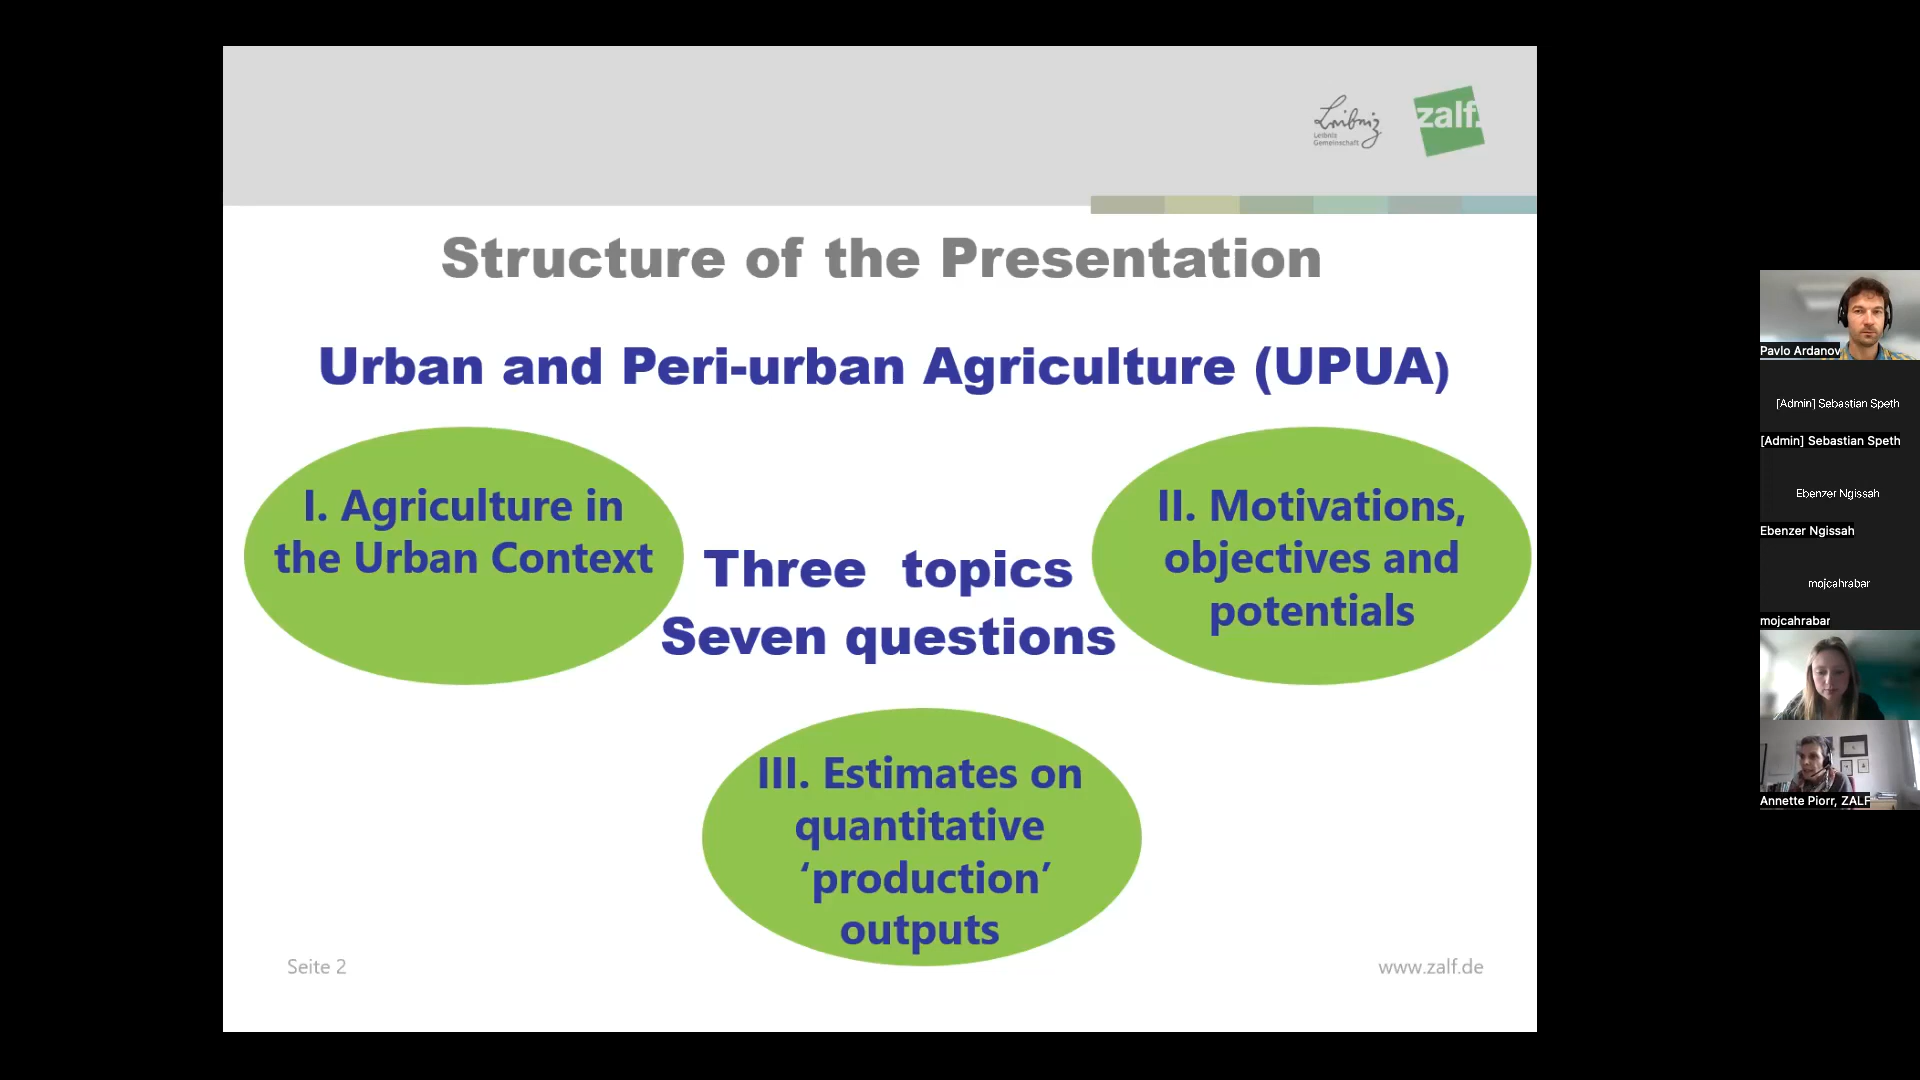 Leibniz
Leibniz
Gemeinschaft
zalf.
Structure of the Presentation
Urban and Peri-urban Agriculture (UPUA)
I. Agriculture in
the Urban Context
Three topics
Seven questions
II. Motivations,
objectives and
potentials
III. Estimates on
quantitative
‘production’
outputs
Seite 2
www.zalf.de
Pavlo Ardanov
[Admin] Sebastian Speth
[Admin] Sebastian Speth
Ebenzer Ngissah
Ebenzer Ngissah
mojcahrabar
mojcahrabar
Annette Piorr, ZALF